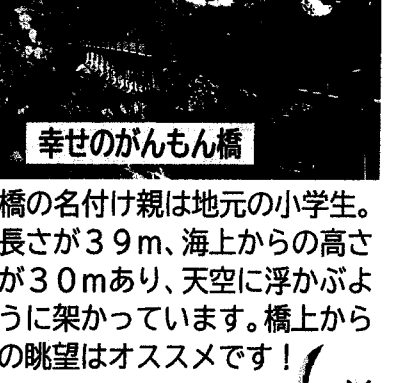 幸せのがんもん橋
橋の名付け親は地元の小学生。
長さが３９ｍ、海上からの高さ
が３０ｍあり、天空に浮かぶよ
うに架かっています。橋上から
の眺望はオススメです！